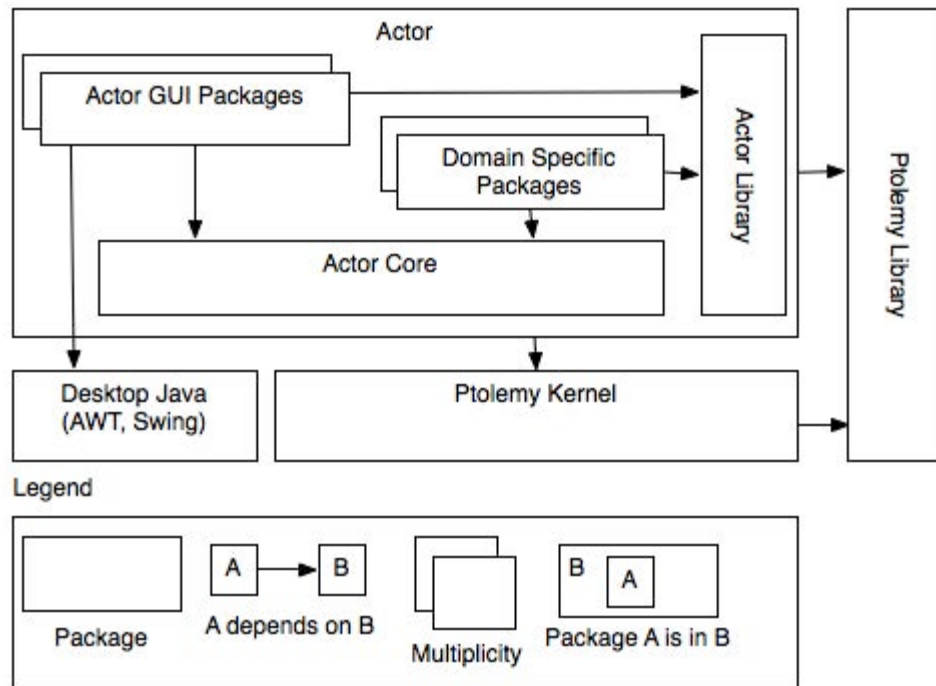 Actor
Actor GUI Packages
Domain Specific
Packages
Actor Library
Ptolemy Library
Actor Core
Desktop Java
(AWT, Swing)
Ptolemy Kernel
Legend
A
B
B
A
Package
A depends on B
Multiplicity
Package A is in B